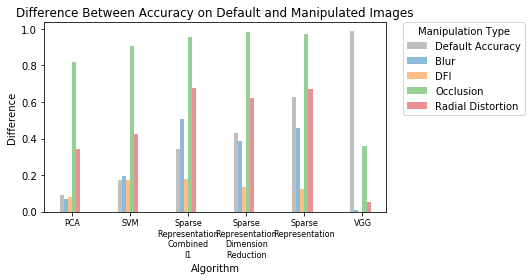 Difference Between Accuracy on Default and Manipulated Images
Difference
1.0
0.8
0.6
0.4
0.2
0.0
PCA
SVM
Sparse
Representation
Combined
l1
Sparse
Representation
Dimension
Reduction
Sparse
Representation
VGG
Algorithm
Manipulation Type
Default Accuracy
Blur
DFI
Occlusion
Radial Distortion